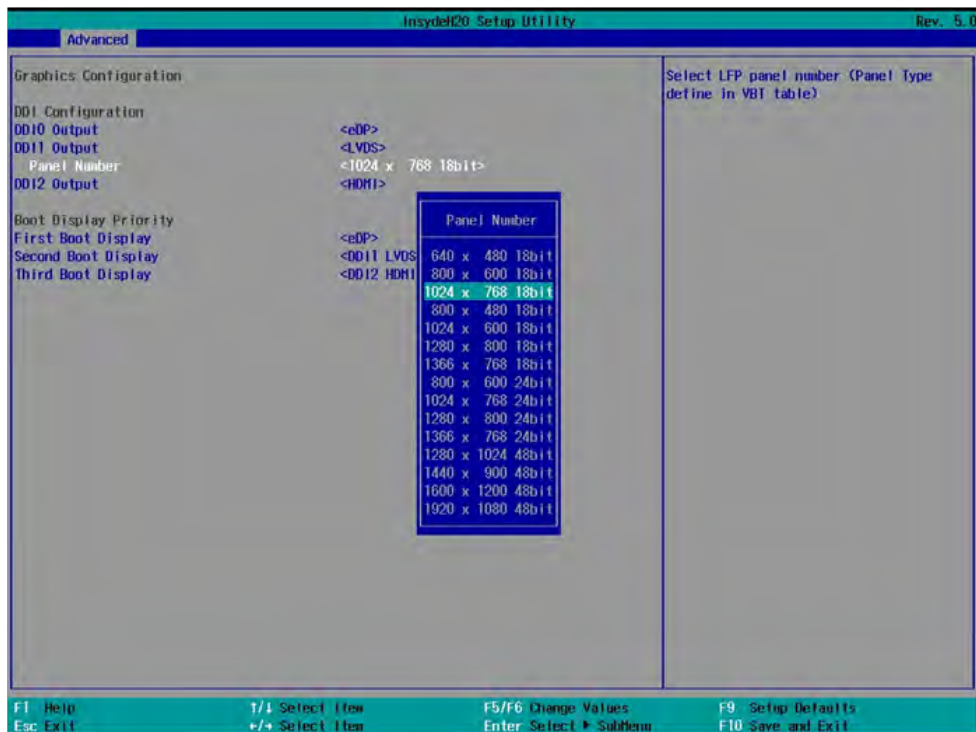 InsydeH2O Setup Utility Rev. 5.0
Advanced
Graphics Configuration
DDI Configuration
DDI0 Output <eDP>
DDI1 Output <LVDS>
Panel Number <1024 x 768 18bit>
DDI2 Output <HDMI>
Boot Display Priority
First Boot Display <eDP>
Second Boot Display <DDI1 LVDS
Third Boot Display <DDI2 HDMI
Panel Number
640 x 480 18bit
800 x 600 18bit
1024 x 768 18bit
800 x 480 18bit
1024 x 600 18bit
1280 x 800 18bit
1366 x 768 18bit
800 x 600 24bit
1024 x 768 24bit
1280 x 800 24bit
1366 x 768 24bit
1280 x 1024 48bit
1440 x 900 48bit
1600 x 1200 48bit
1920 x 1080 48bit
Select LFP panel number (Panel Type
define in VBT table)
F1 Help ↑/↓ Select Item F5/F6 Change Values F9 Setup Defaults
Esc Exit ←/→ Select Item Enter Select ▶ SubMenu F10 Save and Exit